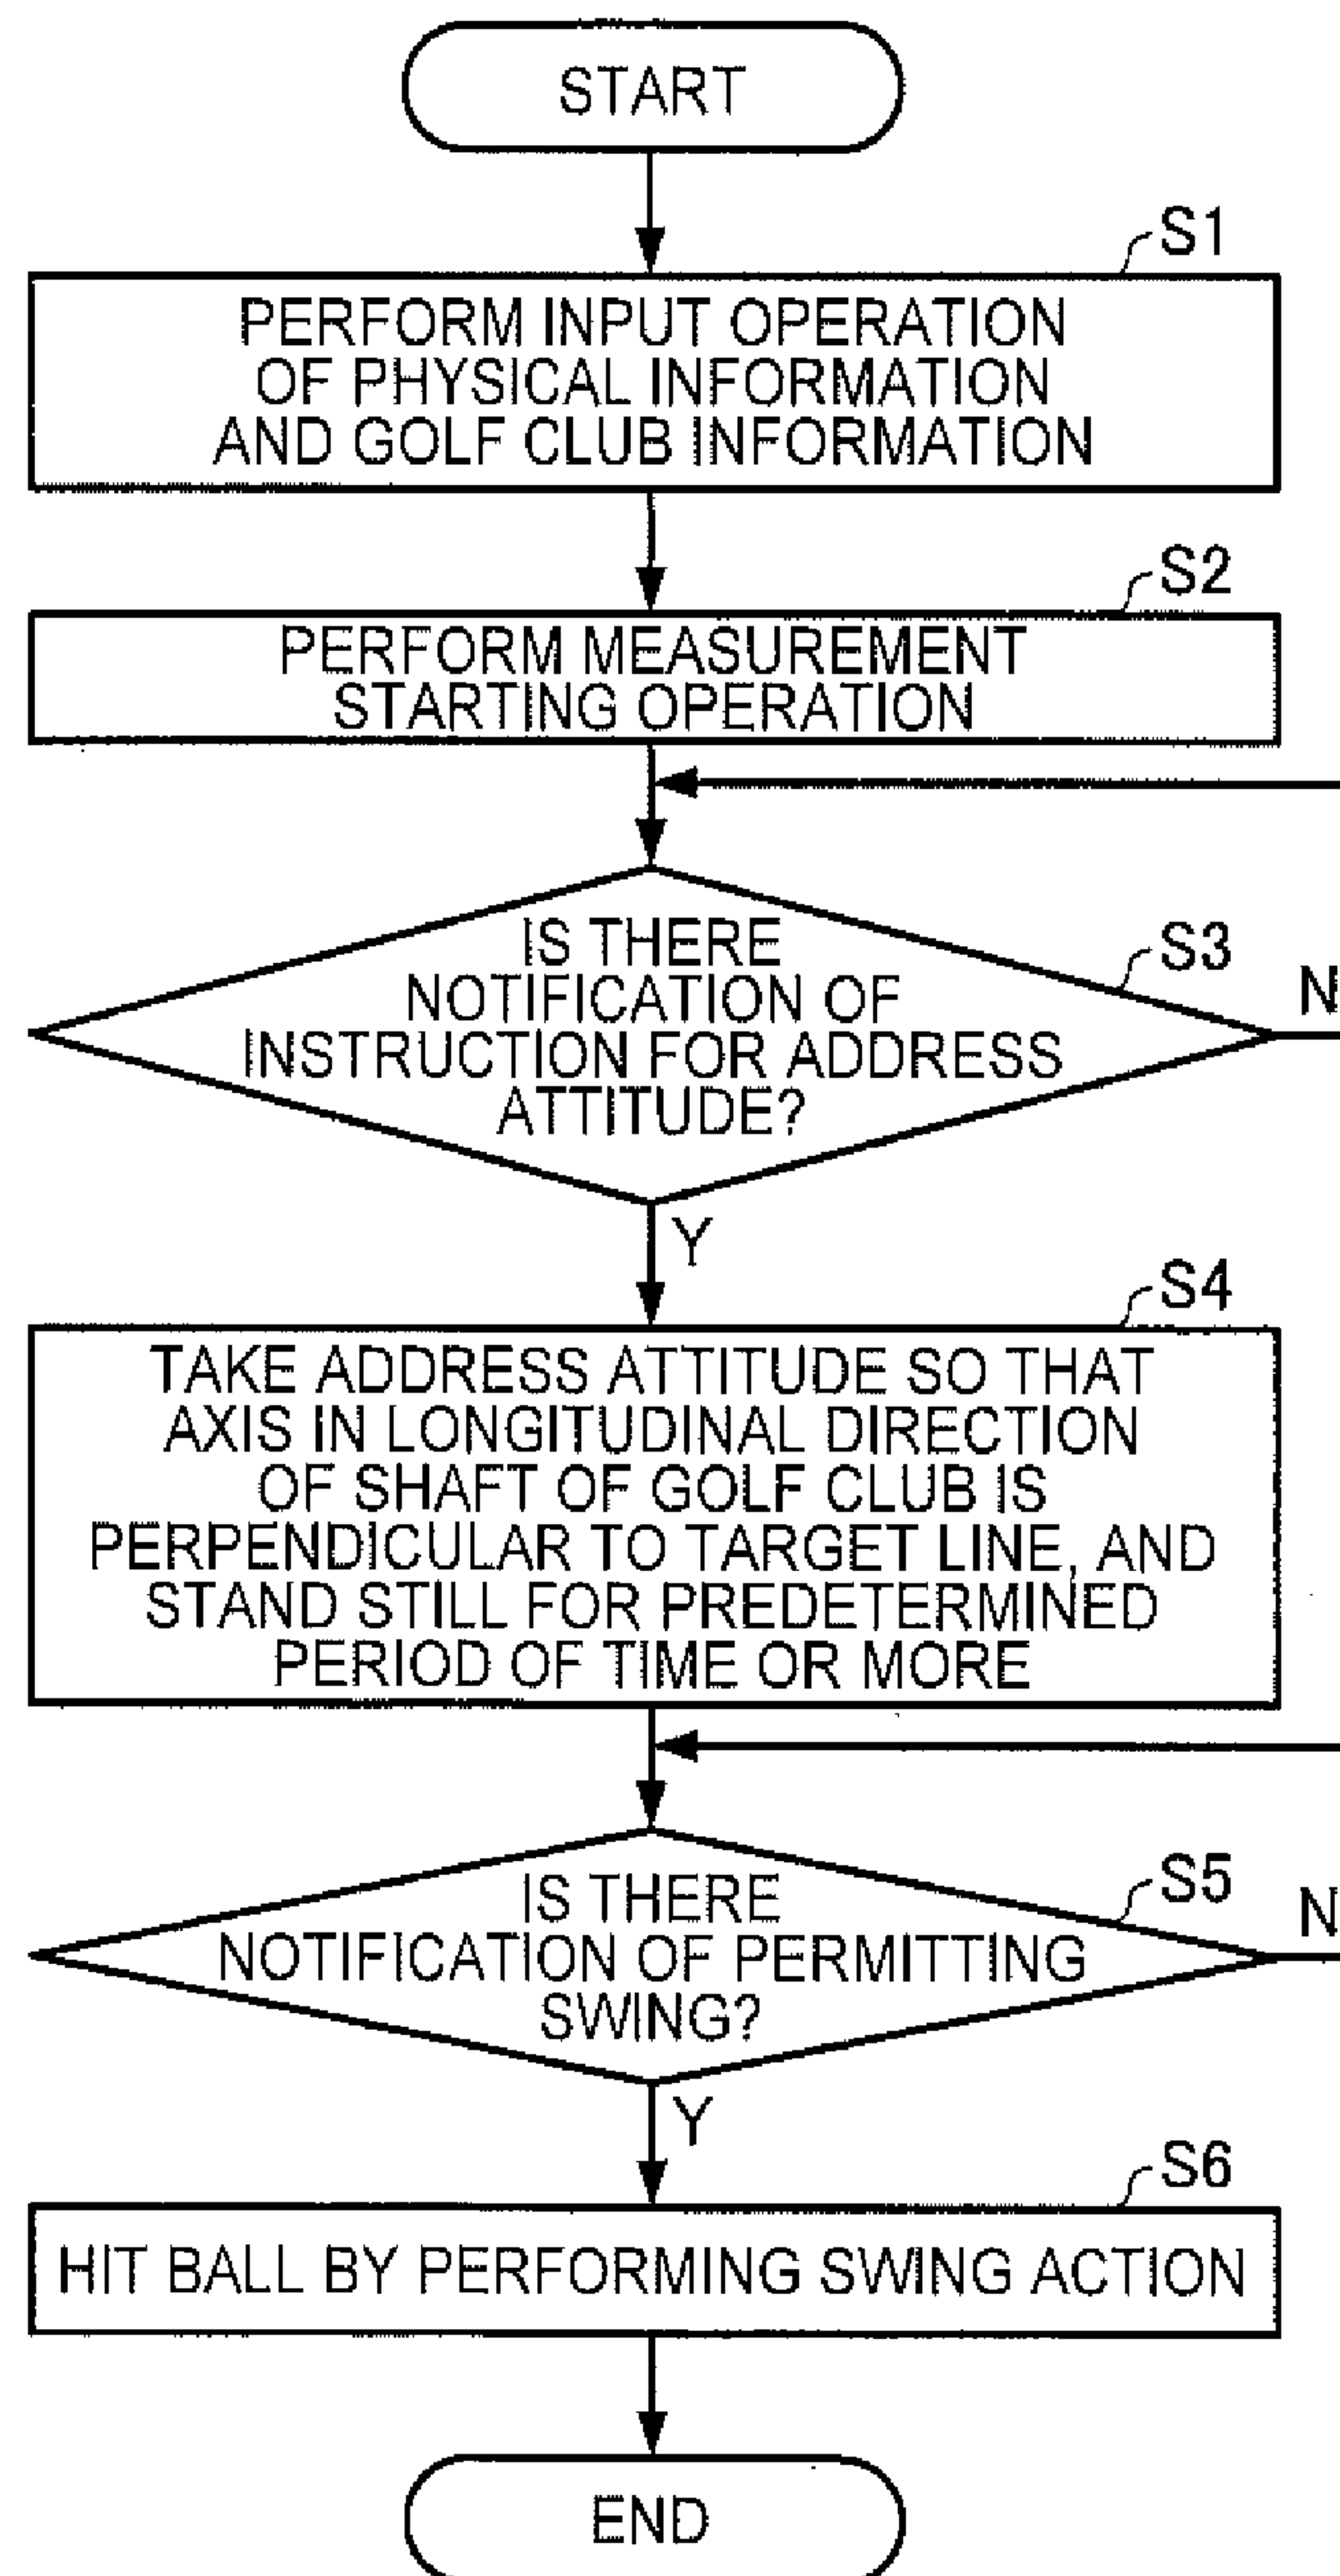 START
S1
PERFORM INPUT OPERATION
OF PHYSICAL INFORMATION
AND GOLF CLUB INFORMATION
S2
PERFORM MEASUREMENT
STARTING OPERATION
S3
IS THERE
NOTIFICATION OF
INSTRUCTION FOR ADDRESS
ATTITUDE?
N
Y
S4
TAKE ADDRESS ATTITUDE SO THAT
AXIS IN LONGITUDINAL DIRECTION
OF SHAFT OF GOLF CLUB IS
PERPENDICULAR TO TARGET LINE, AND
STAND STILL FOR PREDETERMINED
PERIOD OF TIME OR MORE
S5
IS THERE
NOTIFICATION OF PERMITTING
SWING?
N
Y
S6
HIT BALL BY PERFORMING SWING ACTION
END